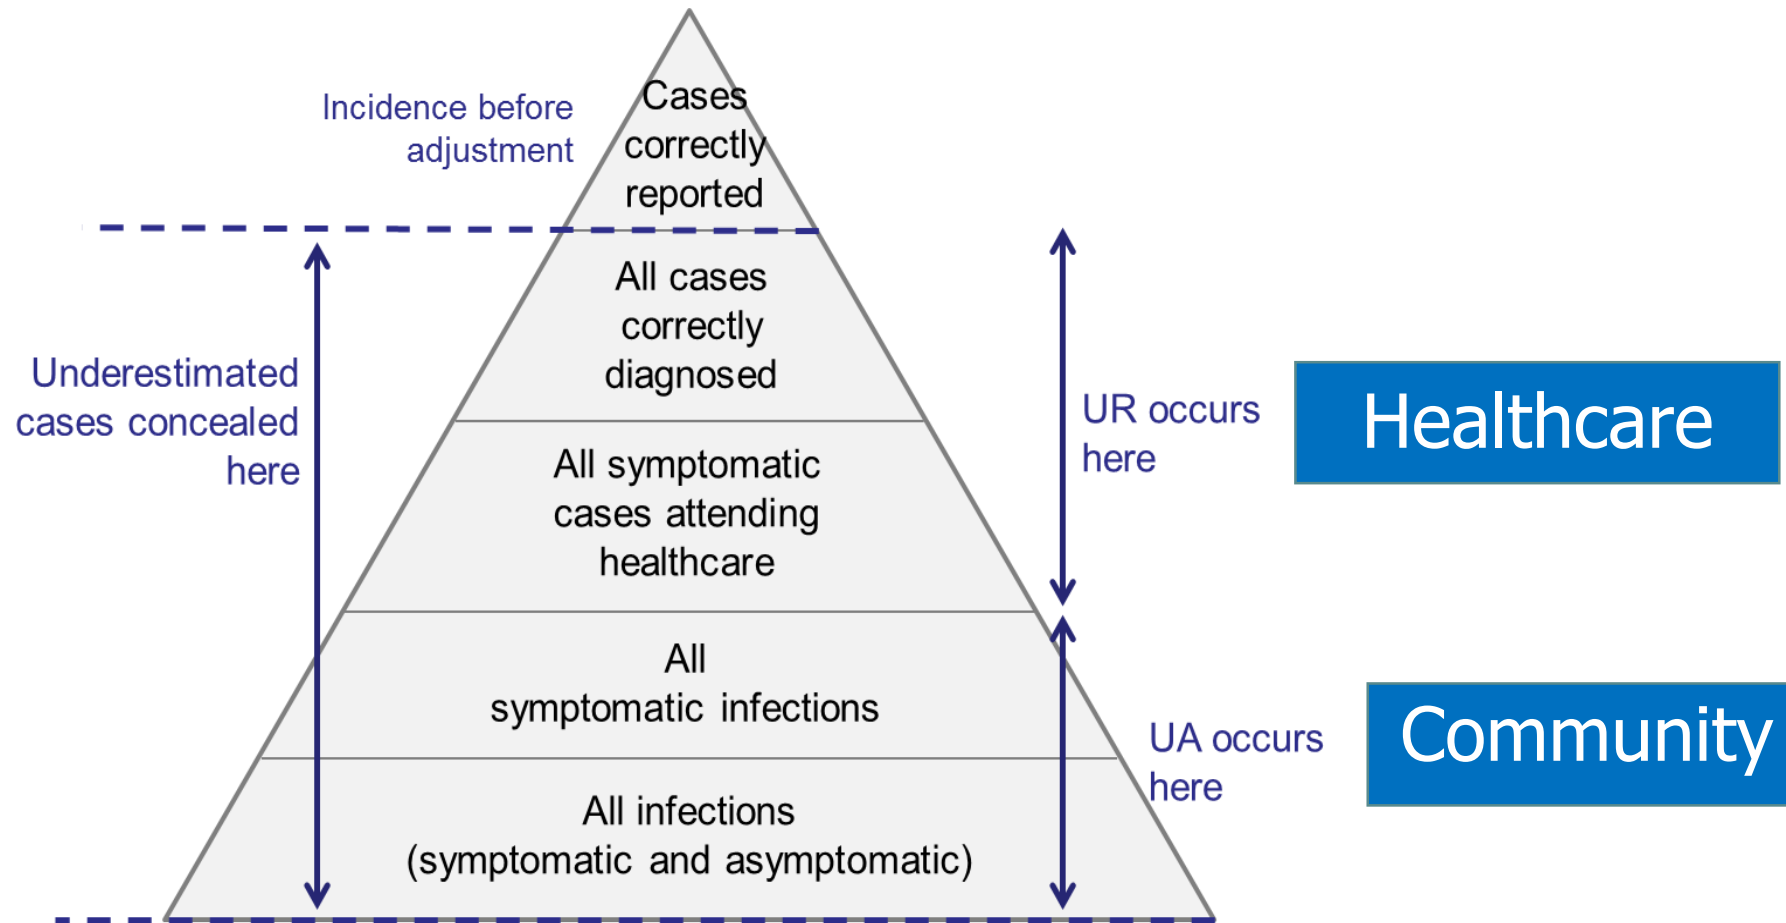 Incidence before
adjustment
Cases
correctly
reported
All cases
correctly
diagnosed
Underestimated
cases concealed
here
UR occurs
here
Healthcare
All symptomatic
cases attending
healthcare
All
symptomatic infections
UA occurs
here
Community
All infections
(symptomatic and asymptomatic)